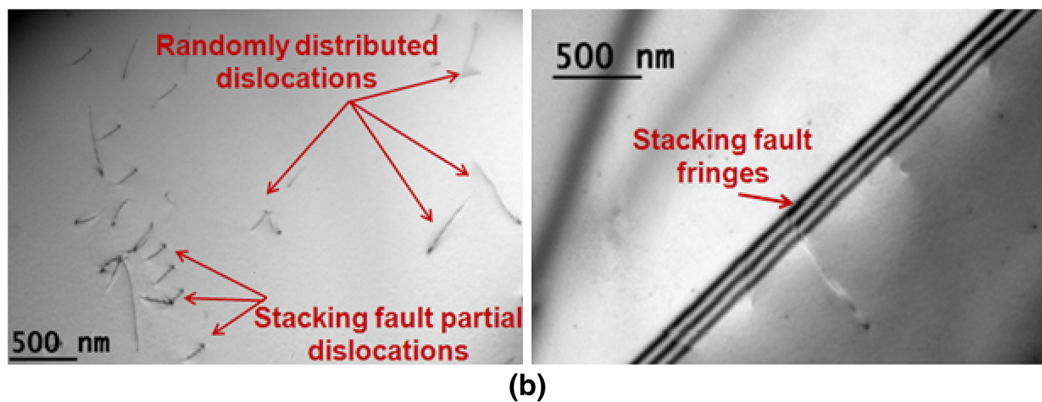 Randomly distributed
dislocations
Stacking fault partial
dislocations
500 nm
500 nm
Stacking fault
fringes
(b)